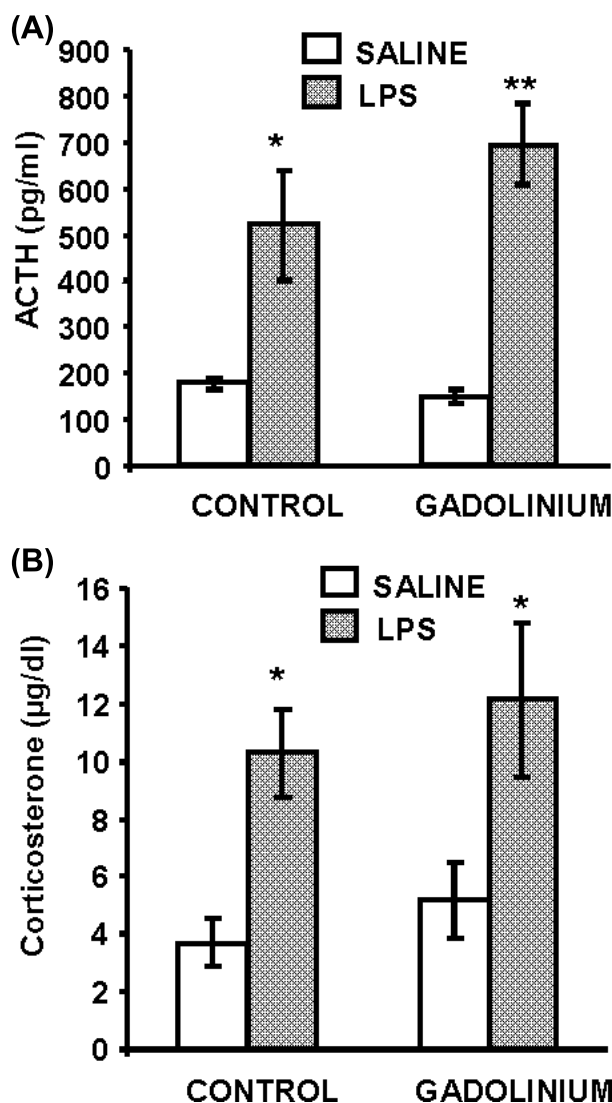 (A)
900
800
700
600
500
400
300
200
100
0
ACTH (pg/ml)
SALINE
LPS
*
**
CONTROL GADOLINIUM
(B)
16
14
12
10
8
6
4
2
0
Corticosterone (µg/dl)
SALINE
LPS
*
*
CONTROL GADOLINIUM